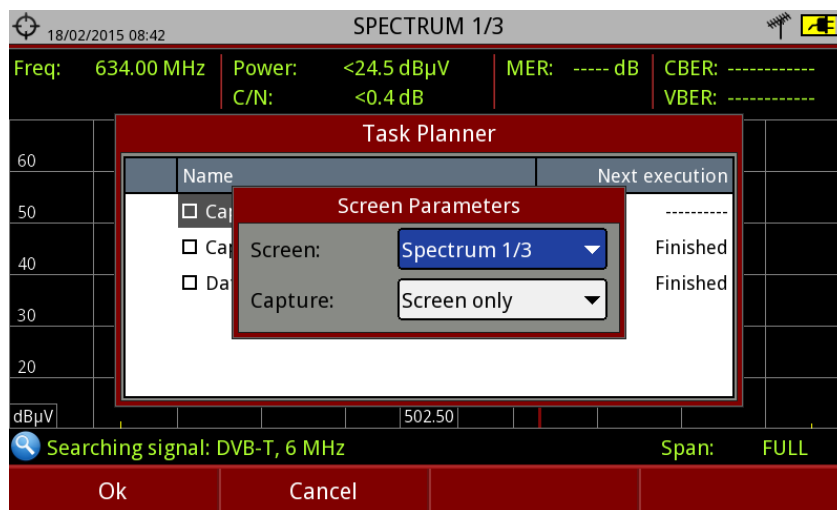 18/02/2015 08:42 SPECTRUM 1/3
Freq: 634.00 MHz Power: <24.5 dBµV MER: ----- dB CBER: ------------
C/N: <0.4 dB VBER: ------------
Task Planner
Name Next execution
Screen Parameters
Screen: Spectrum 1/3
Capture: Screen only
----------
Finished
Finished
60
50
40
30
20
dBµV 502.50
Searching signal: DVB-T, 6 MHz Span: FULL
Ok Cancel